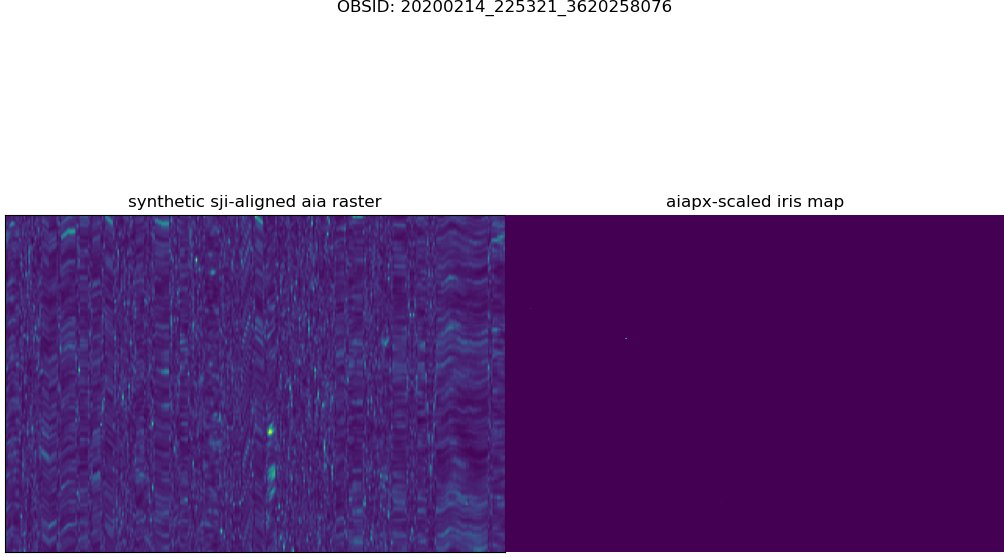 OBSID: 20200214_225321_3620258076
synthetic sji-aligned aia raster
aiapx-scaled iris map